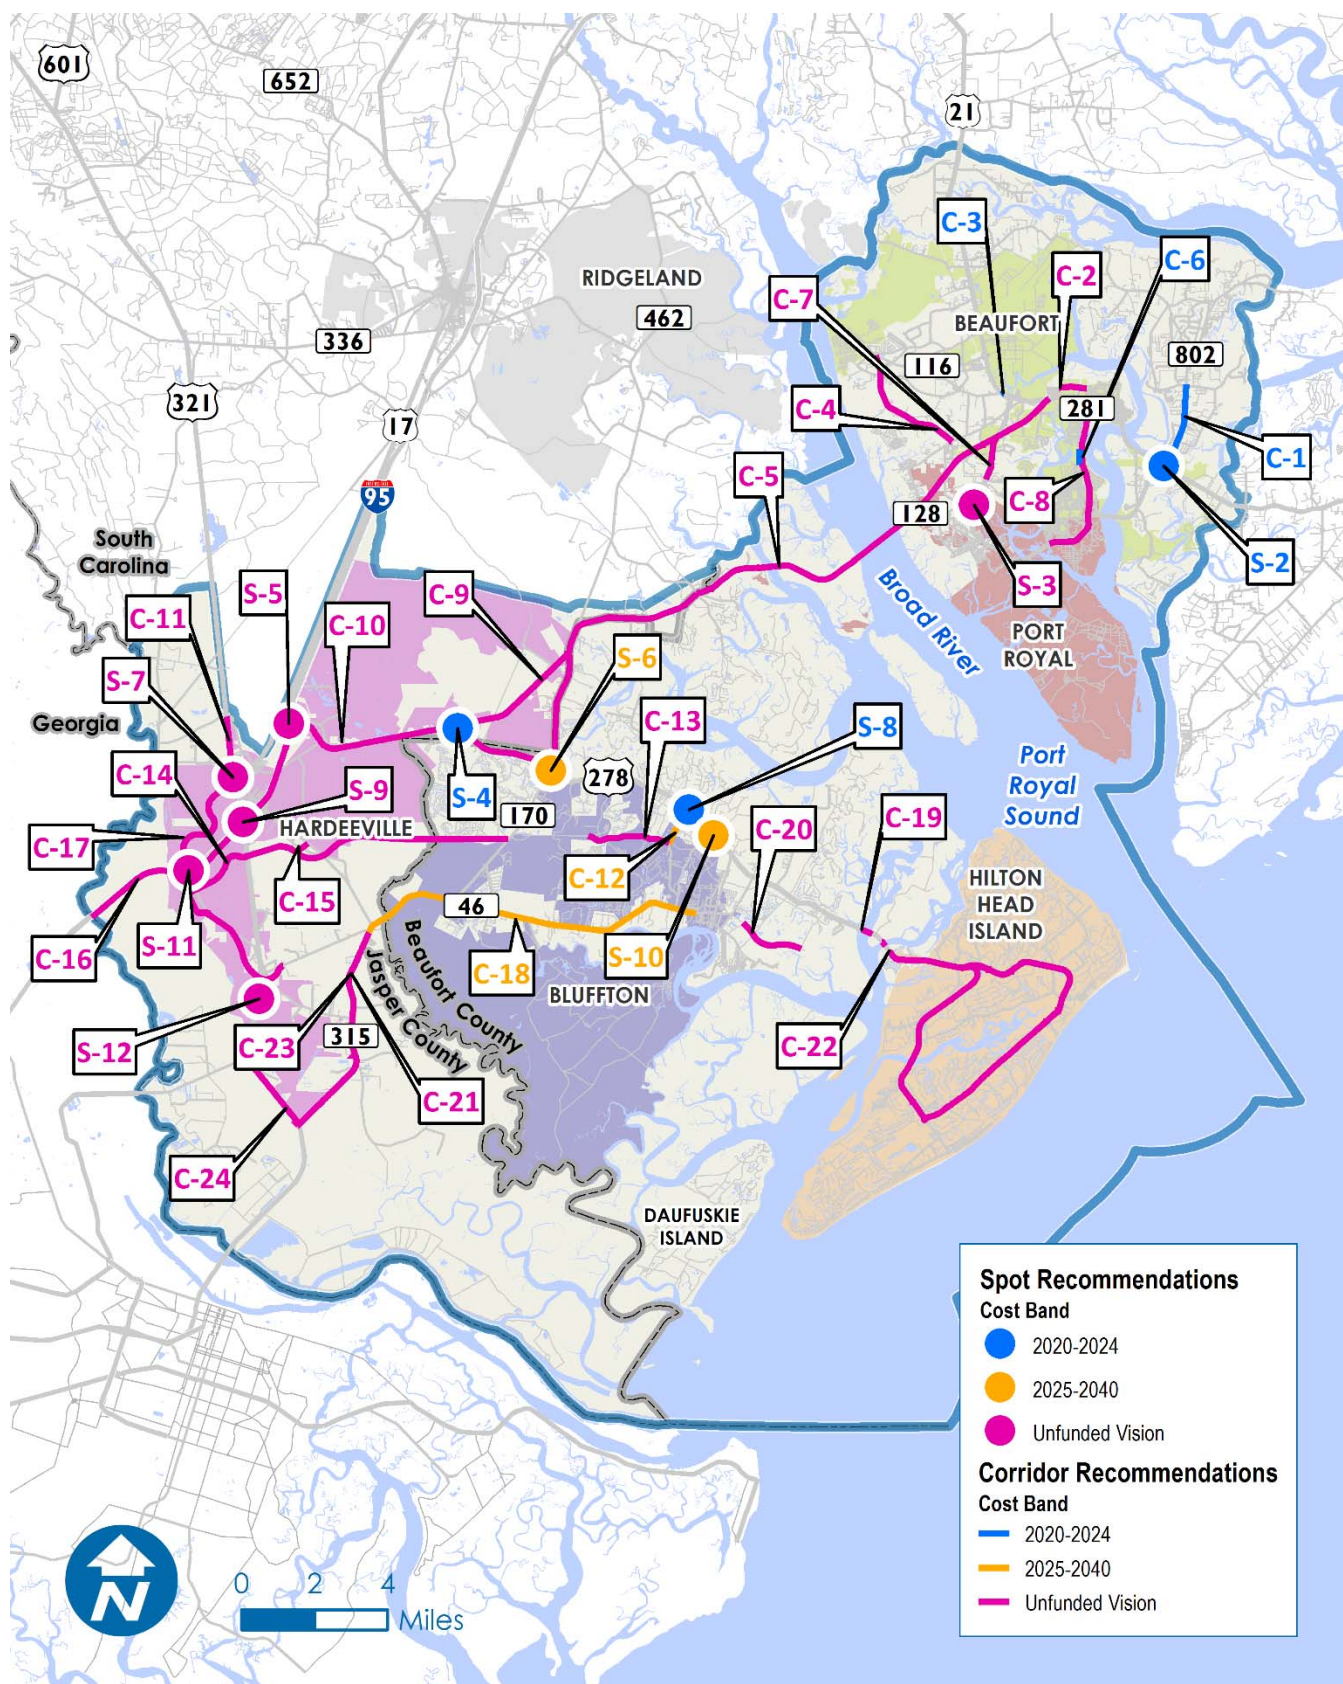 601
652
21
C-3
C-6
C-2
C-7
RIDGELAND
462
BEAUFORT
336
116
802
321
17
C-4
281
C-1
95
C-5
C-8
128
S-2
South
Carolina
S-5
C-9
S-3
Broad River
C-11
C-10
PORT
ROYAL
S-7
S-6
Georgia
C-13
S-8
Port
Royal
Sound
C-14
S-9
S-4
278
HARDEEVILLE
170
C-20
C-19
C-17
C-12
C-15
HILTON
HEAD
ISLAND
46
C-16
S-11
C-18
S-10
Beaufort County
Jasper County
BLUFFTON
S-12
C-23
315
C-22
C-21
C-24
DAUFUSKIE
ISLAND
Spot Recommendations
Cost Band
2020-2024
2025-2040
Unfunded Vision
Corridor Recommendations
Cost Band
2020-2024
2025-2040
Unfunded Vision
N
0 2 4
Miles